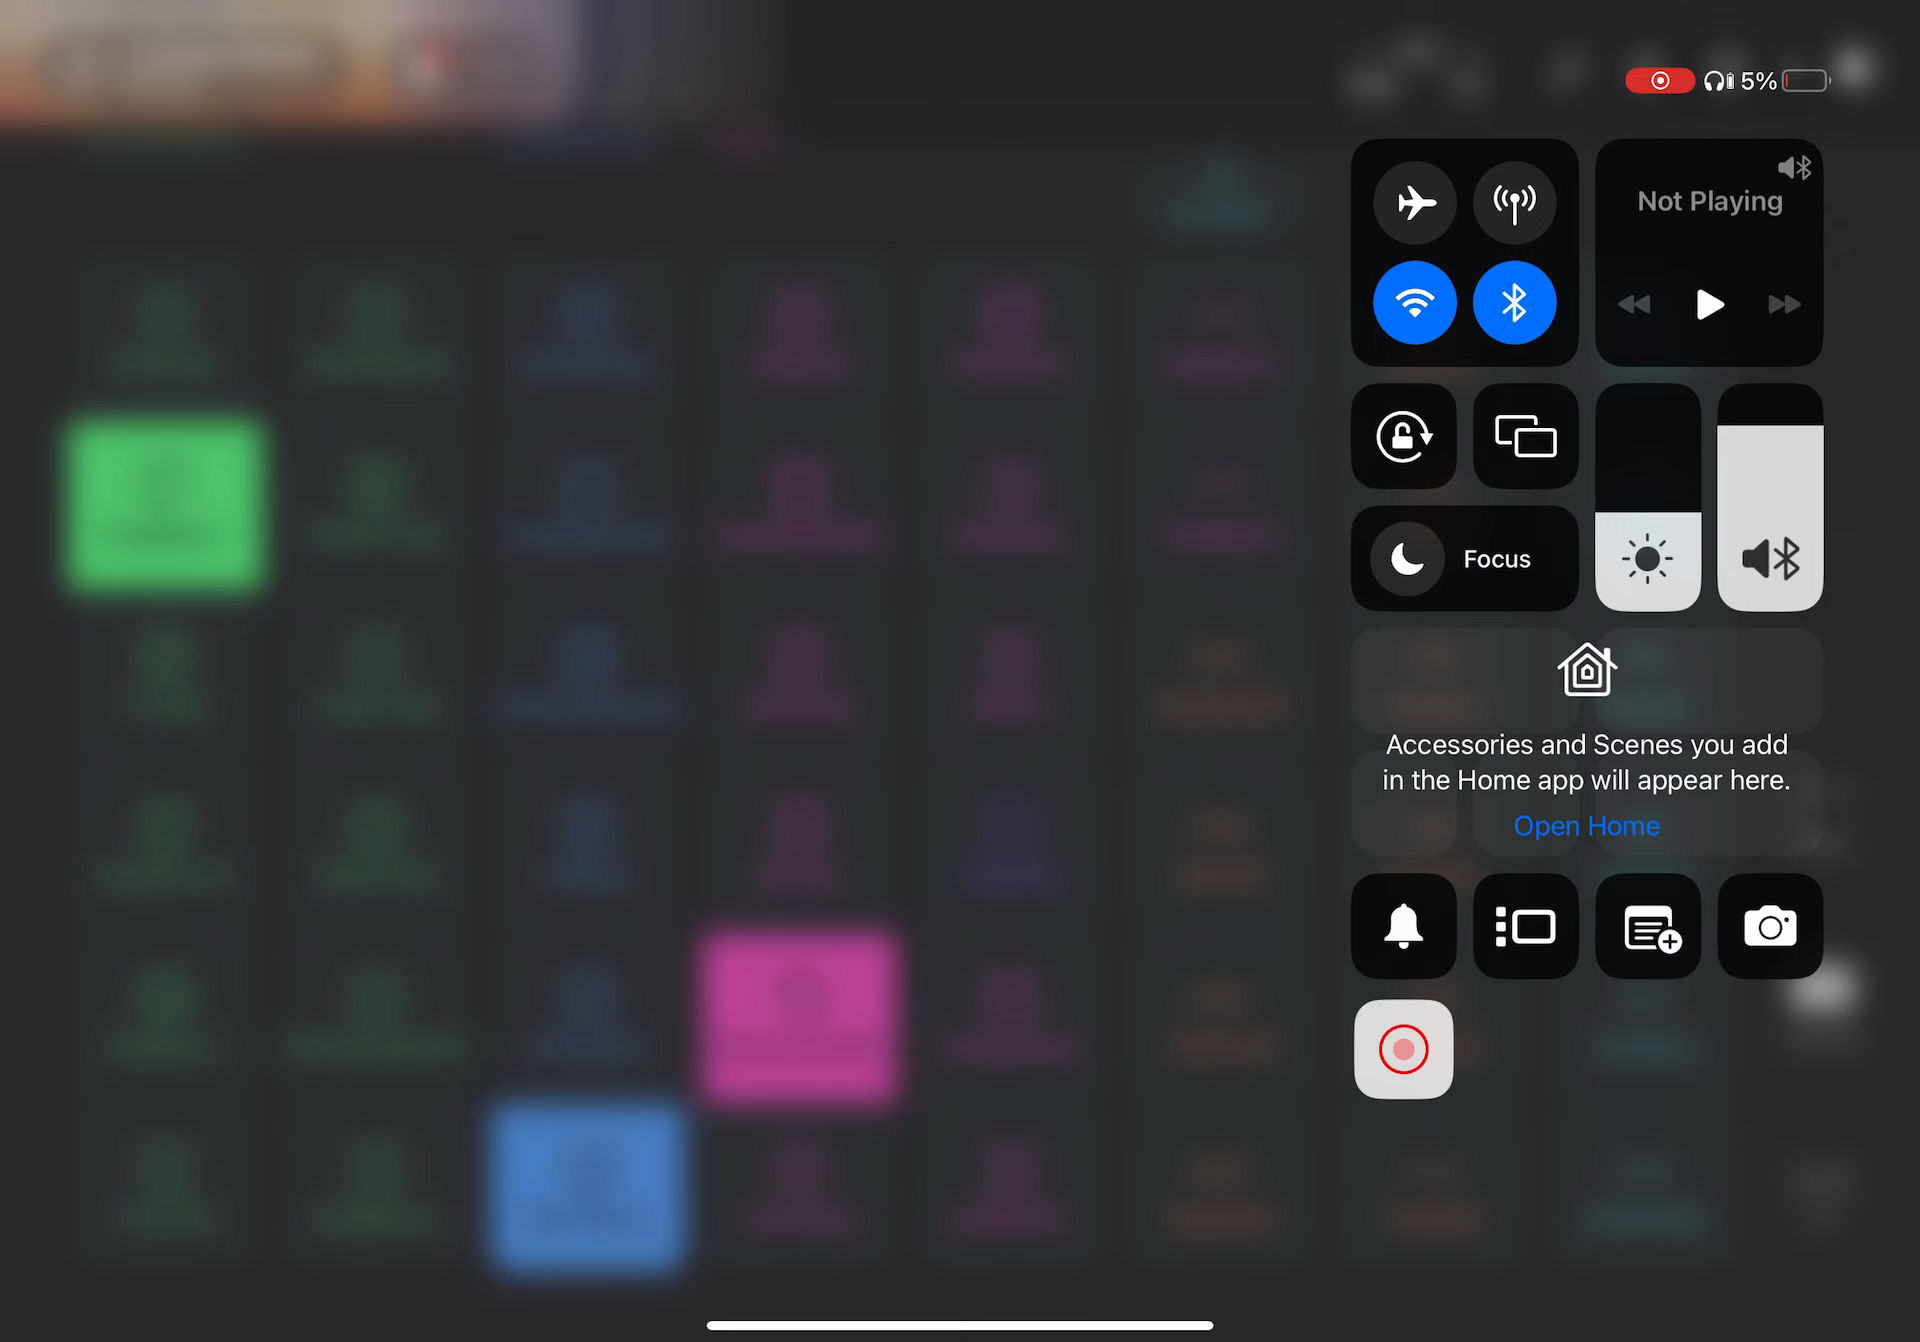 5%
Not Playing
Focus
Accessories and Scenes you add
in the Home app will appear here.
Open Home